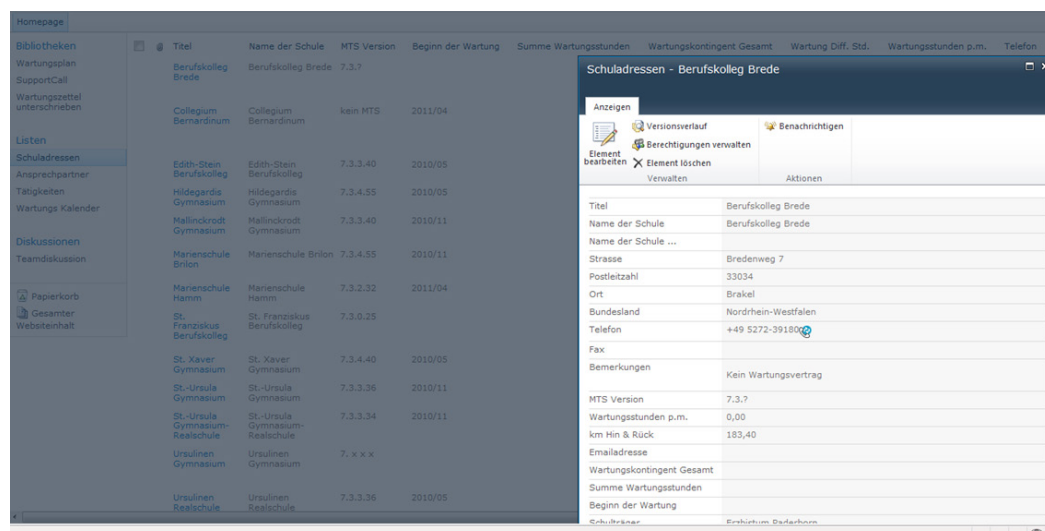 Homepage
Bibliotheken
Wartungsplan
SupportCall
Wartungszettel
unterschrieben
Listen
Schuladressen
Ansprechpartner
Tätigkeiten
Wartungs Kalender
Diskussionen
Teamdiskussion
Papierkorb
Gesamter
Websiteinhalt
Titel Name der Schule MTS Version Beginn der Wartung Summe Wartungsstunden Wartungskontingent Gesamt Wartung Diff. Std. Wartungsstunden p.m. Telefon
Berufskolleg Berufskolleg Brede 7.3.?
Brede
Collegium Collegium kein MTS 2011/04
Bernardinum Bernardinum
Edith-Stein Edith-Stein 7.3.3.40 2010/05
Berufskolleg Berufskolleg
Hildegardis Hildegardis 7.3.4.55 2010/05
Gymnasium Gymnasium
Mallinckrodt Mallinckrodt 7.3.3.40 2010/11
Gymnasium Gymnasium
Marienschule Marienschule Brilon 7.3.4.55 2010/11
Brilon
Marienschule Marienschule 7.3.2.32 2011/04
Hamm Hamm
St. St. Franziskus 7.3.0.25
Franziskus Berufskolleg
Berufskolleg
St. Xaver St. Xaver 7.3.4.40 2010/05
Gymnasium Gymnasium
St.-Ursula St.-Ursula 7.3.3.36 2010/11
Gymnasium Gymnasium
St.-Ursula St.-Ursula 7.3.3.34 2010/11
Gymnasium- Gymnasium-
Realschule Realschule
Ursulinen Ursulinen 7. x x x
Gymnasium Gymnasium
Ursulinen Ursulinen 7.3.3.36 2010/05
Realschule Realschule
Schuladressen - Berufskolleg Brede
Anzeigen
Element
bearbeiten
Versionsverlauf
Berechtigungen verwalten
Element löschen
Verwalten
Benachrichtigen
Aktionen
Titel Berufskolleg Brede
Name der Schule Berufskolleg Brede
Name der Schule ...
Strasse Bredenweg 7
Postleitzahl 33034
Ort Brakel
Bundesland Nordrhein-Westfalen
Telefon
Fax
Bemerkungen
Kein Wartungsvertrag
MTS Version 7.3.?
Wartungsstunden p.m. 0,00
km Hin & Rück 183,40
Emailadresse
Wartungskontingent Gesamt
Summe Wartungsstunden
Beginn der Wartung
Schulträger Erzbistum Paderborn